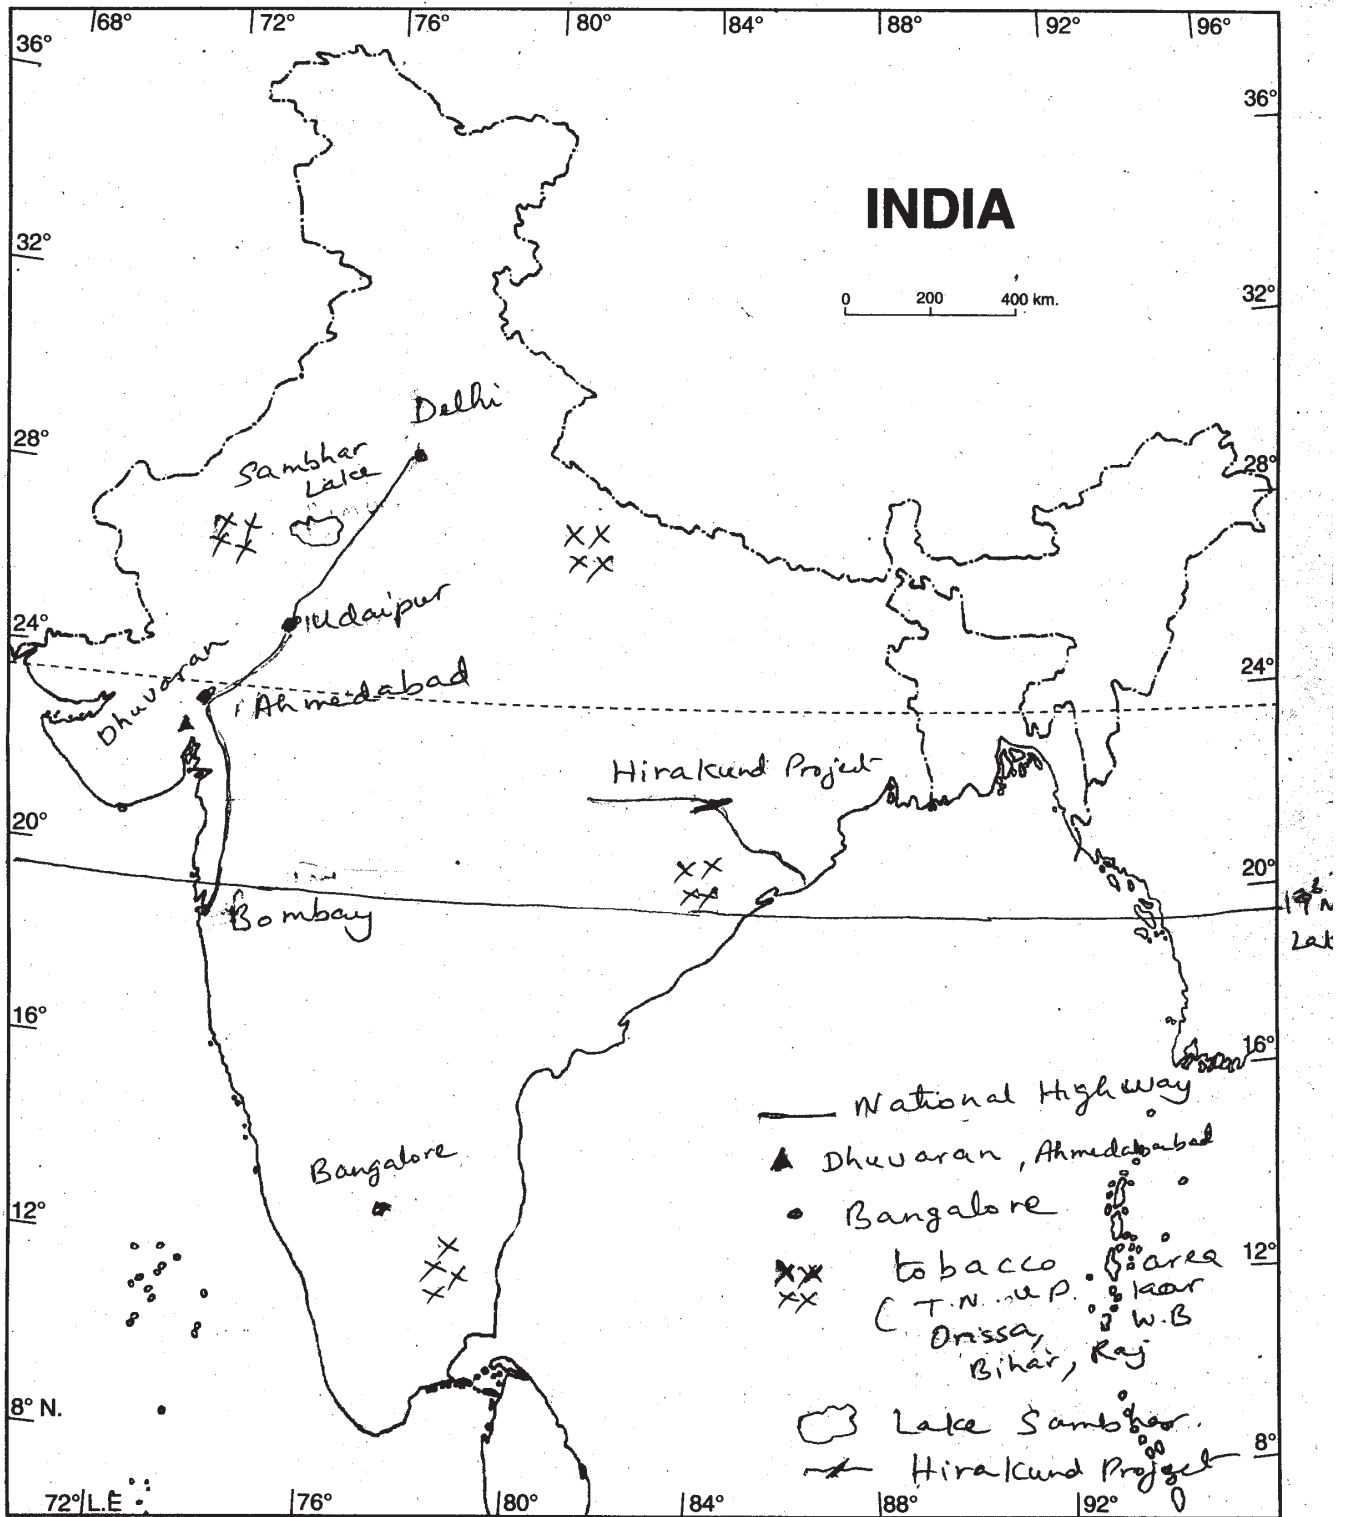 68° 72° 76° 80° 84° 88° 92° 96°
36°
36°
INDIA
32°
0 200 400 km.
32°
Delhi
28°
Sambhar
Lake
28°
Udaipur
24°
Dhuvaran
Ahmedabad
24°
Hirakund Project
20°
20°
Bombay
19° N
Lat
16°
16°
National Highway
Bangalore
Dhuvaran, Ahmedabad
12°
Bangalore
12°
tobacco area
( T.N. U.P. kaar
Orissa, W.B
Bihar, Raj
8° N.
Lake Sambhar.
8°
Hirakund Project
72° L.E 76° 80° 84° 88° 92°